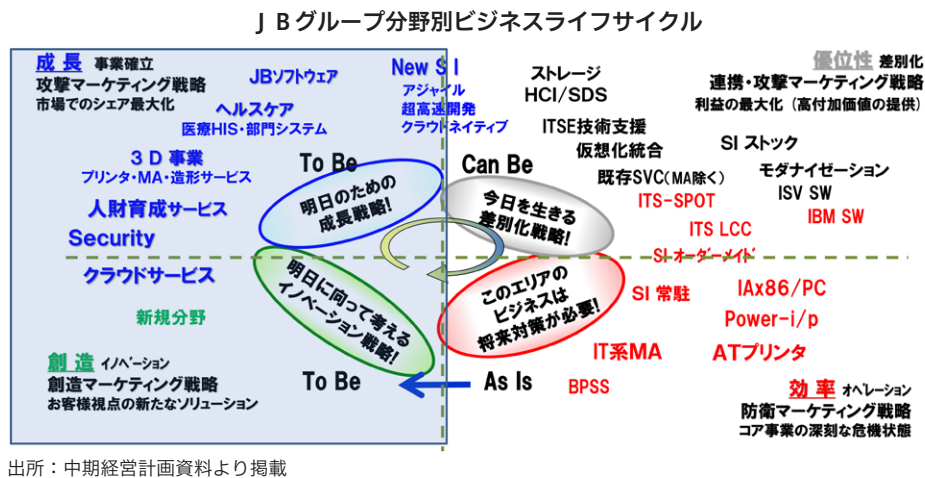 ＪＢグループ分野別ビジネスライフサイクル
成 長 事業確立
攻撃マーケティング戦略
市場でのシェア最大化
JBソフトウェア
ヘルスケア
医療HIS・部門システム
3D 事業
プリンタ・MA・造形サービス
人財育成サービス
Security
クラウドサービス
New SI
アジャイル
超高速開発
クラウドネイティブ
To Be
明日のための
成長戦略!
ストレージ
HCI/SDS
ITSE技術支援
仮想化統合
既存SVC(MA除く)
ITS-SPOT
ITS LCC
SIオーダーメイド
Can Be
今日を生きる
差別化戦略!
優位性 差別化
連携・攻撃マーケティング戦略
利益の最大化（高付加価値の提供）
SI ストック
モダナイゼーション
ISV SW
IBM SW
新規分野
創 造 イノベーション
創造マーケティング戦略
お客様視点の新たなソリューション
明日に向って考える
イノベーション戦略!
To Be
このエリアの
ビジネスは
将来対策が必要!
As Is
SI 常駐
IAx86/PC
Power-i/p
IT系MA
ATプリンタ
BPSS
効 率 オペレーション
防衛マーケティング戦略
コア事業の深刻な危機状態
出所：中期経営計画資料より掲載